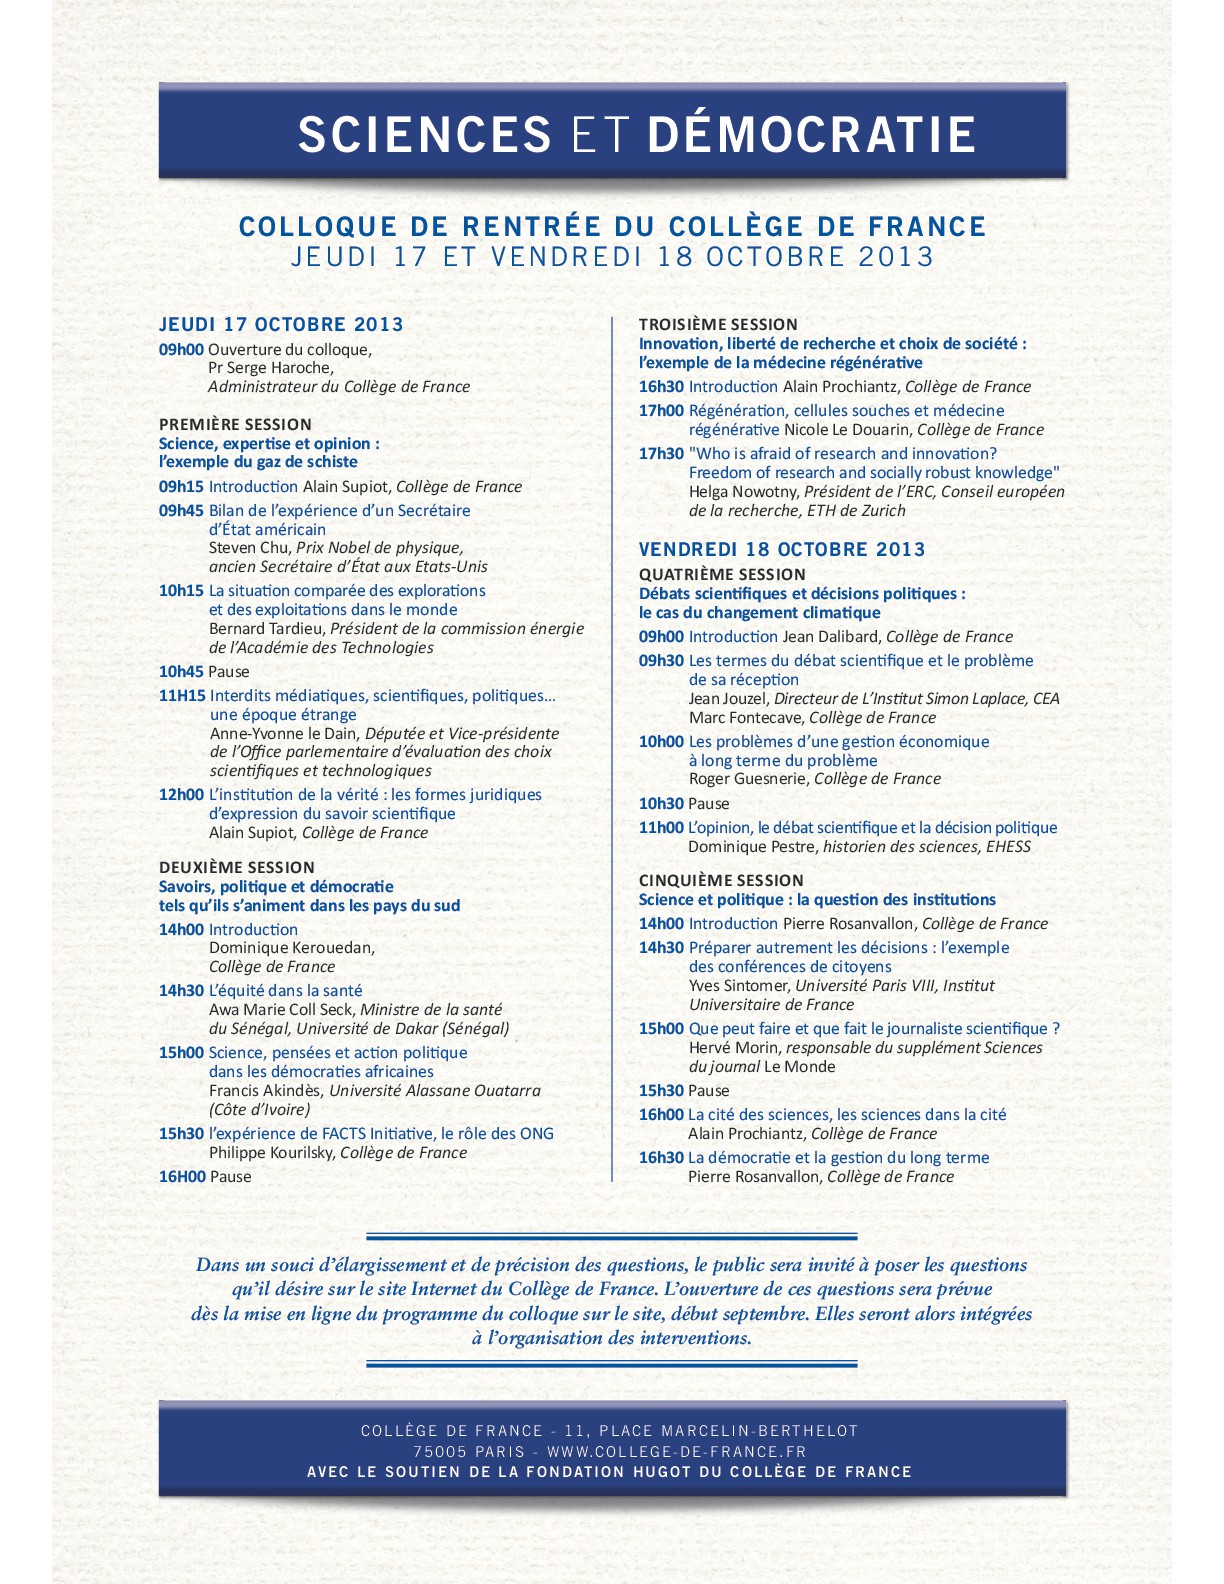 SCIENCES ET DÉMOCRATIE
COLLOQUE DE RENTRÉE DU COLLÈGE DE FRANCE
JEUDI 17 ET VENDREDI 18 OCTOBRE 2013
JEUDI 17 OCTOBRE 2013
09h00 Ouverture du colloque,
Pr Serge Haroche,
Administrateur du Collège de France
PREMIÈRE SESSION
Science, expertise et opinion :
l’exemple du gaz de schiste
09h15 Introduction Alain Supiot, Collège de France
09h45 Bilan de l’expérience d’un Secrétaire
d’État américain
Steven Chu, Prix Nobel de physique,
ancien Secrétaire d’État aux Etats-Unis
10h15 La situation comparée des explorations
et des exploitations dans le monde
Bernard Tardieu, Président de la commission énergie
de l’Académie des Technologies
10h45 Pause
11H15 Interdits médiatiques, scientifiques, politiques...
une époque étrange
Anne-Yvonne le Dain, Députée et Vice-présidente
de l’Office parlementaire d’évaluation des choix
scientifiques et technologiques
12h00 L’institution de la vérité : les formes juridiques
d’expression du savoir scientifique
Alain Supiot, Collège de France
DEUXIÈME SESSION
Savoirs, politique et démocratie
tels qu’ils s’animent dans les pays du sud
14h00 Introduction
Dominique Kerouedan,
Collège de France
14h30 L’équité dans la santé
Awa Marie Coll Seck, Ministre de la santé
du Sénégal, Université de Dakar (Sénégal)
15h00 Science, pensées et action politique
dans les démocraties africaines
Francis Akindès, Université Alassane Ouatarra
(Côte d’Ivoire)
15h30 l’expérience de FACTS Initiative, le rôle des ONG
Philippe Kourilsky, Collège de France
16H00 Pause
TROISIÈME SESSION
Innovation, liberté de recherche et choix de société :
l’exemple de la médecine régénérative
16h30 Introduction Alain Prochiantz, Collège de France
17h00 Régénération, cellules souches et médecine
régénérative Nicole Le Douarin, Collège de France
17h30 "Who is afraid of research and innovation?
Freedom of research and socially robust knowledge"
Helga Nowotny, Président de l’ERC, Conseil européen
de la recherche, ETH de Zurich
VENDREDI 18 OCTOBRE 2013
QUATRIÈME SESSION
Débats scientifiques et décisions politiques :
le cas du changement climatique
09h00 Introduction Jean Dalibard, Collège de France
09h30 Les termes du débat scientifique et le problème
de sa réception
Jean Jouzel, Directeur de L’Institut Simon Laplace, CEA
Marc Fontecave, Collège de France
10h00 Les problèmes d’une gestion économique
à long terme du problème
Roger Guesnerie, Collège de France
10h30 Pause
11h00 L’opinion, le débat scientifique et la décision politique
Dominique Pestre, historien des sciences, EHESS
CINQUIÈME SESSION
Science et politique : la question des institutions
14h00 Introduction Pierre Rosanvallon, Collège de France
14h30 Préparer autrement les décisions : l’exemple
des conférences de citoyens
Yves Sintomer, Université Paris VIII, Institut
Universitaire de France
15h00 Que peut faire et que fait le journaliste scientifique ?
Hervé Morin, responsable du supplément Sciences
du journal Le Monde
15h30 Pause
16h00 La cité des sciences, les sciences dans la cité
Alain Prochiantz, Collège de France
16h30 La démocratie et la gestion du long terme
Pierre Rosanvallon, Collège de France
Dans un souci d’élargissement et de précision des questions, le public sera invité à poser les questions
qu’il désire sur le site Internet du Collège de France. L’ouverture de ces questions sera prévue
dès la mise en ligne du programme du colloque sur le site, début septembre. Elles seront alors intégrées
à l’organisation des interventions.
COLLÈGE DE FRANCE - 11, PLACE MARCELIN-BERTHELOT
75005 PARIS - WWW.COLLEGE-DE-FRANCE.FR
AVEC LE SOUTIEN DE LA FONDATION HUGOT DU COLLÈGE DE FRANCE